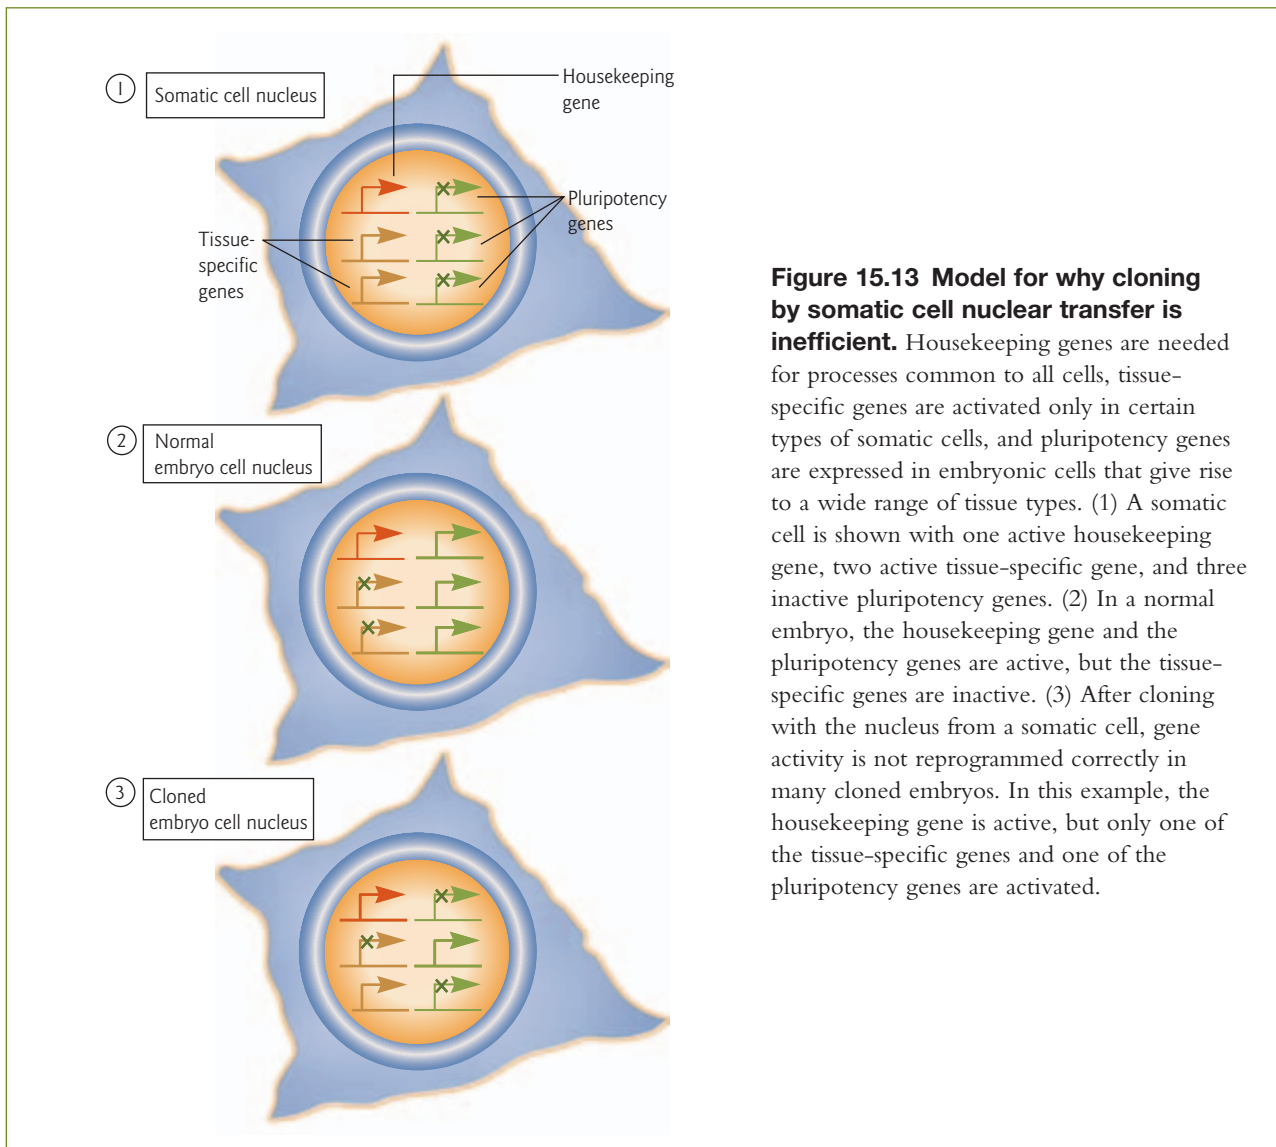 1 Somatic cell nucleus
Housekeeping
gene
Pluripotency
genes
Tissue-
specific
genes
2 Normal
embryo cell nucleus
3 Cloned
embryo cell nucleus
Figure 15.13 Model for why cloning
by somatic cell nuclear transfer is
inefficient. Housekeeping genes are needed
for processes common to all cells, tissue-
specific genes are activated only in certain
types of somatic cells, and pluripotency genes
are expressed in embryonic cells that give rise
to a wide range of tissue types. (1) A somatic
cell is shown with one active housekeeping
gene, two active tissue-specific gene, and three
inactive pluripotency genes. (2) In a normal
embryo, the housekeeping gene and the
pluripotency genes are active, but the tissue-
specific genes are inactive. (3) After cloning
with the nucleus from a somatic cell, gene
activity is not reprogrammed correctly in
many cloned embryos. In this example, the
housekeeping gene is active, but only one of
the tissue-specific genes and one of the
pluripotency genes are activated.